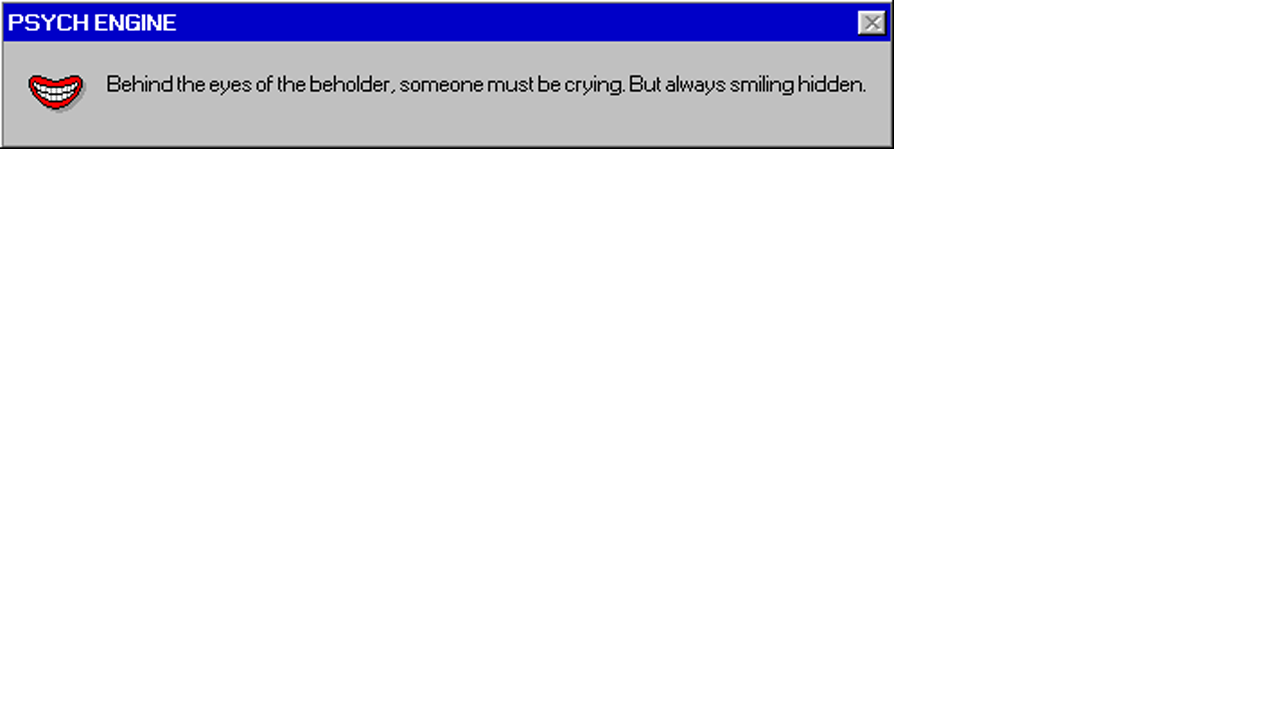 PSYCH ENGINE
Behind the eyes of the beholder, someone must be crying. But always smiling hidden.